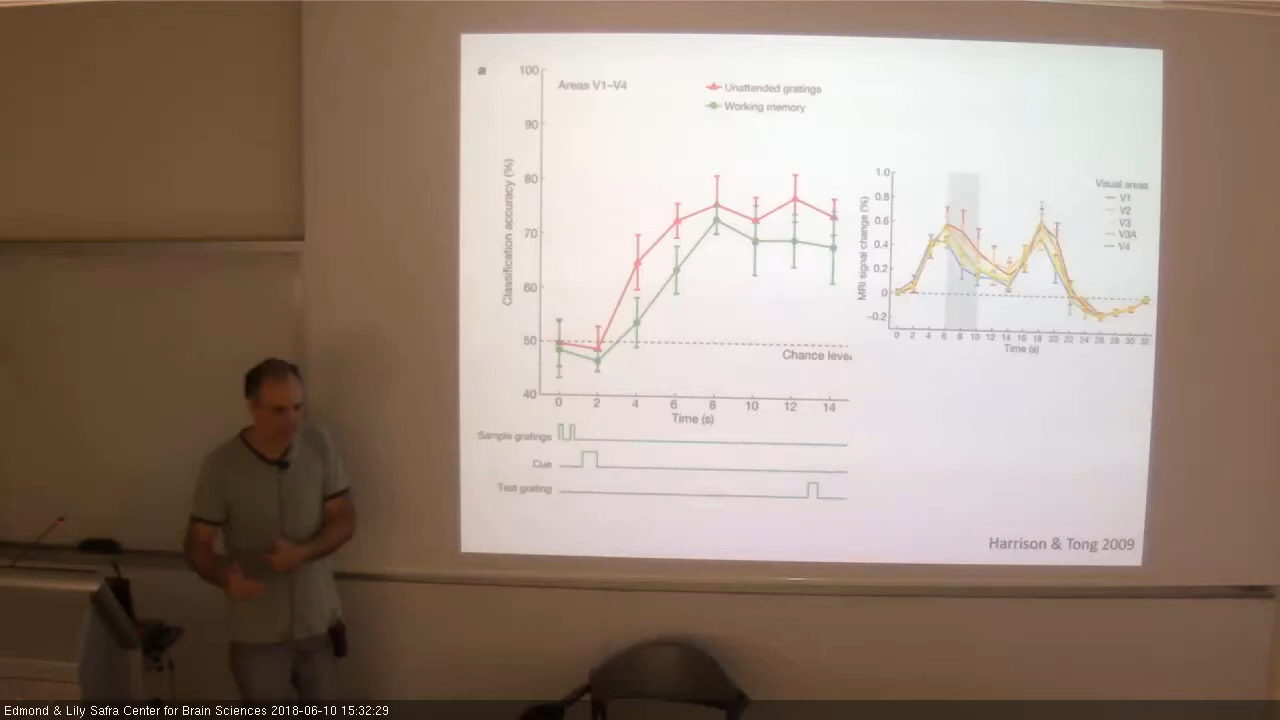 a
Areas V1–V4
Unattended gratings
Working memory
100
90
80
70
60
50
40
Classification accuracy (%)
Chance level
0 2 4 6 8 10 12 14
Time (s)
Sample gratings
Cue
Test grating
1.0
0.8
0.6
0.4
0.2
0
–0.2
MRI signal change (%)
Visual areas
V1
V2
V3
V3A
V4
0 2 4 6 8 10 12 14 16 18 20 22 24 26 28 30 32
Time (s)
Harrison & Tong 2009
Edmond & Lily Safra Center for Brain Sciences 2018-06-10 15:32:29